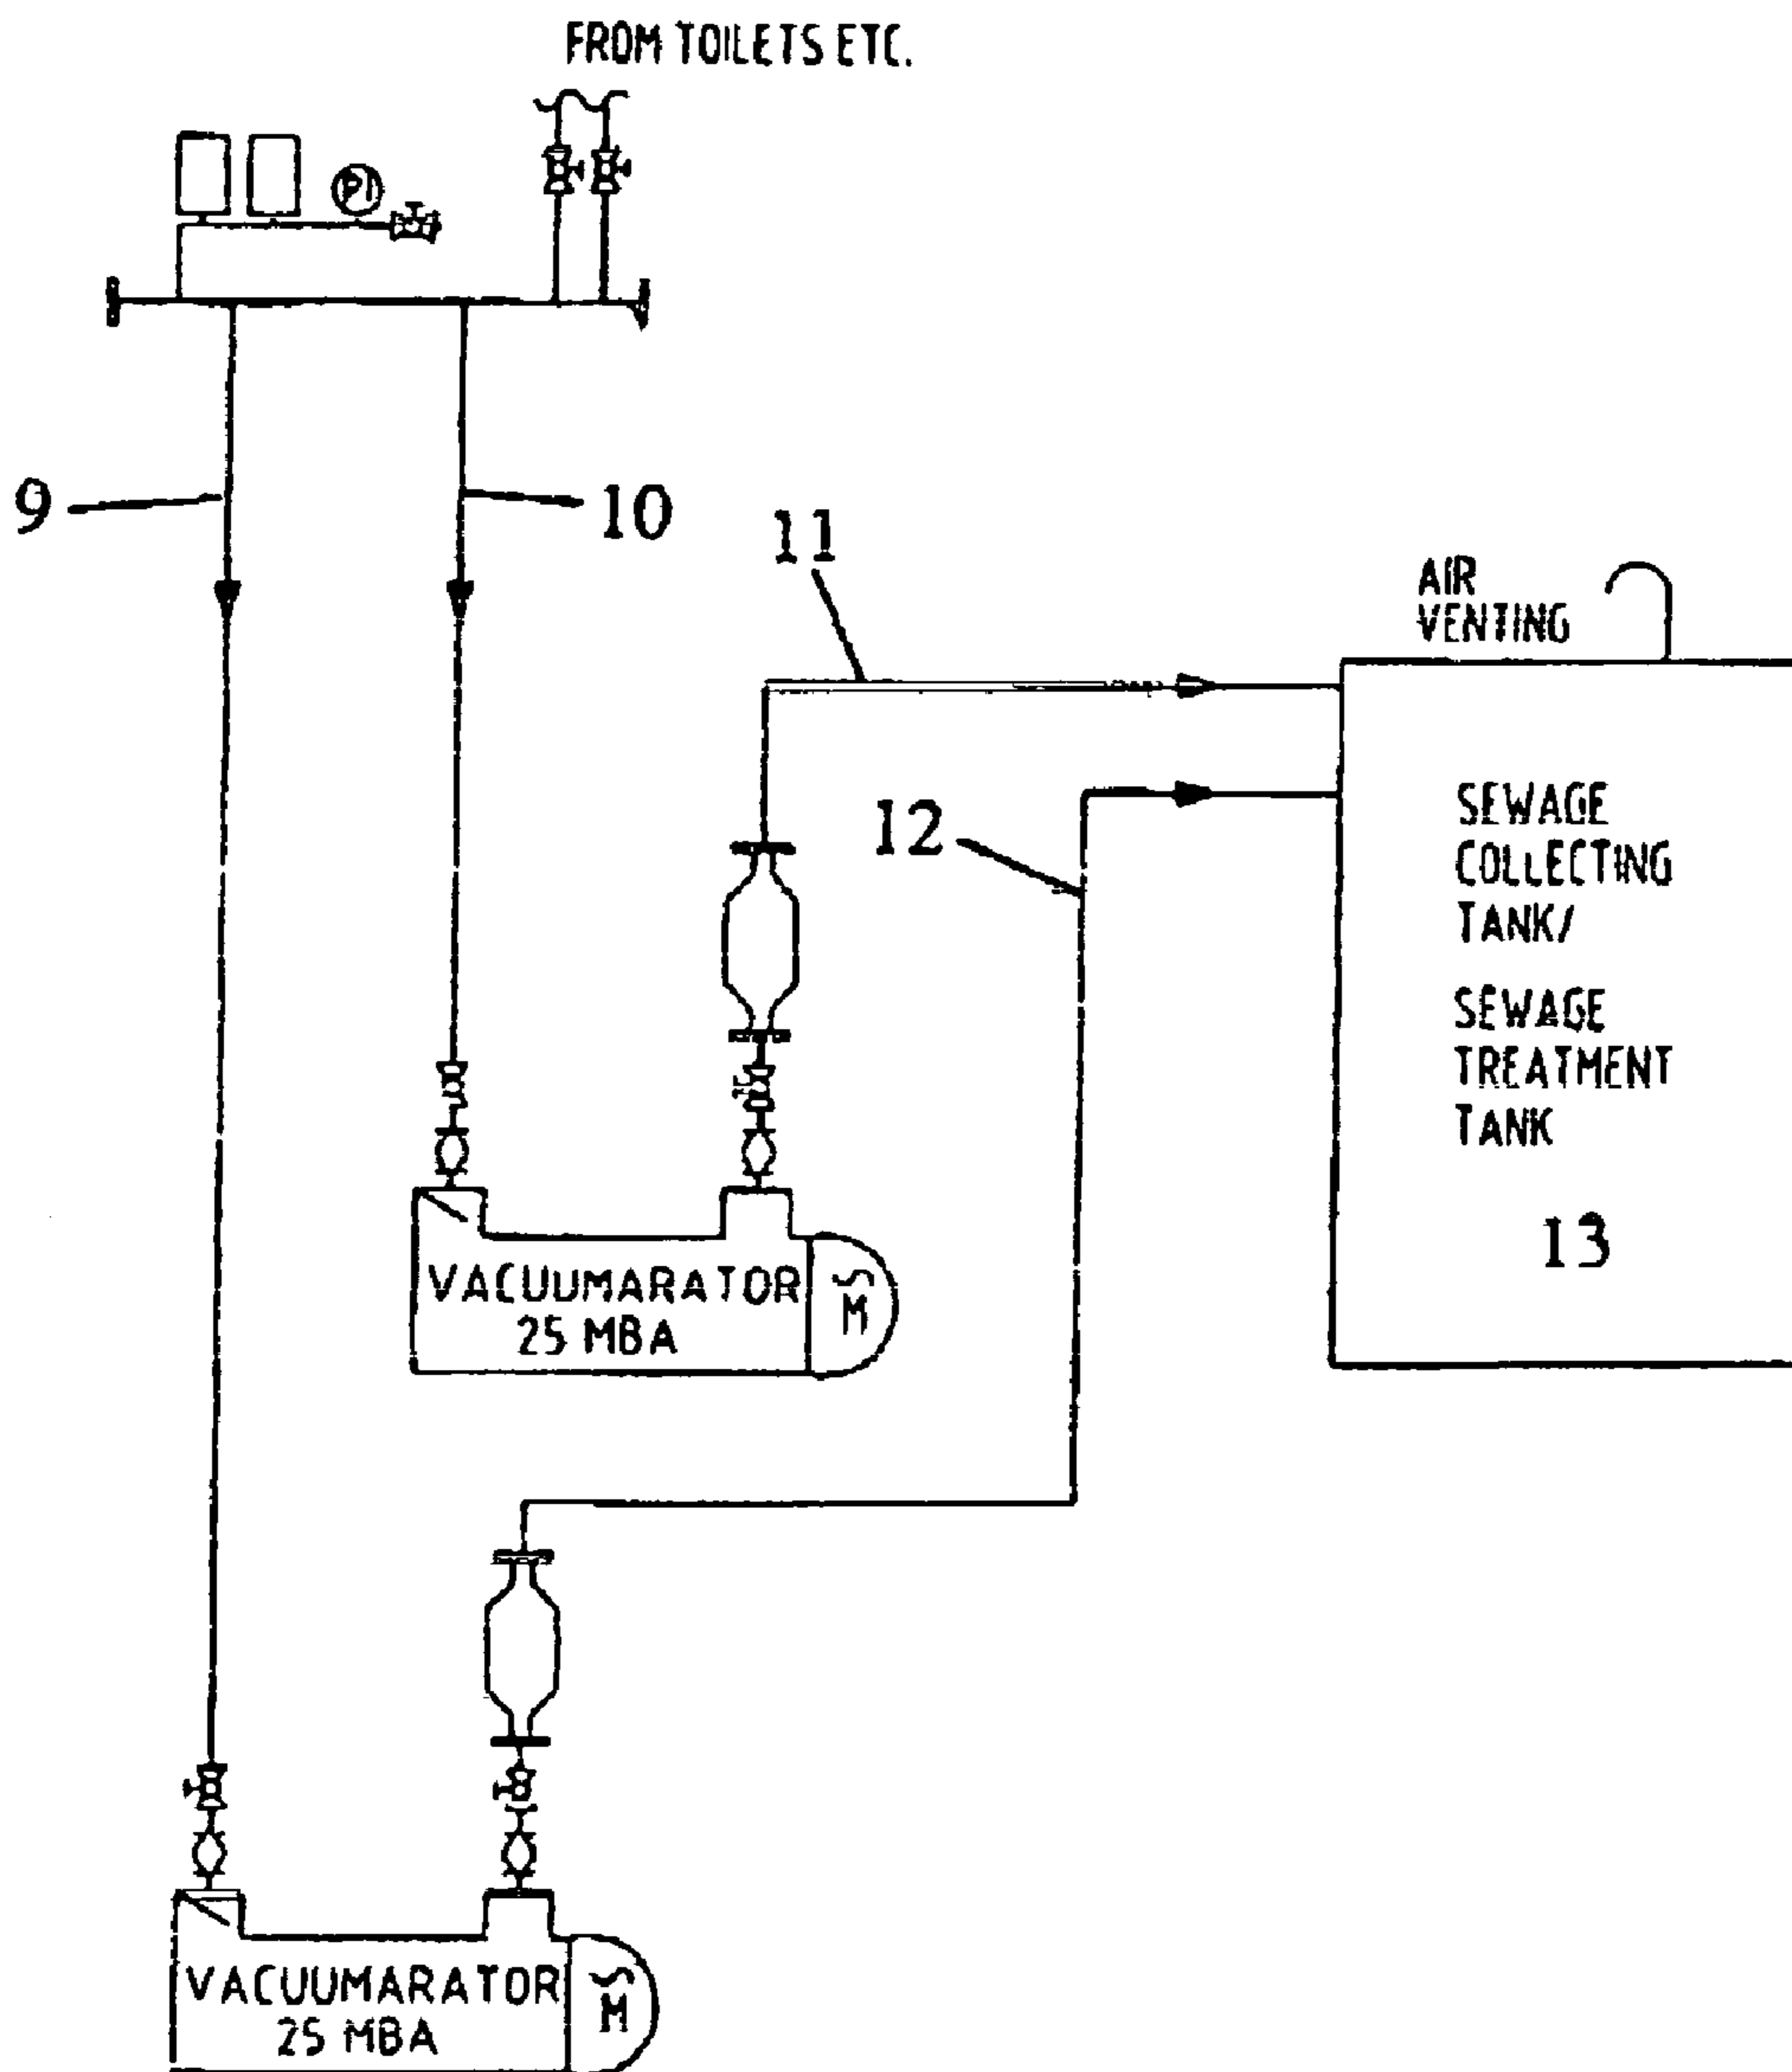 FROM TOILETS ETC.
PI
9
10
11
AIR
VENTING
12
SEWAGE
COLLECTING
TANK/
SEWAGE
TREATMENT
TANK
13
VACUUMARATOR
25 MBA
M
VACUUMARATOR
25 MBA
M